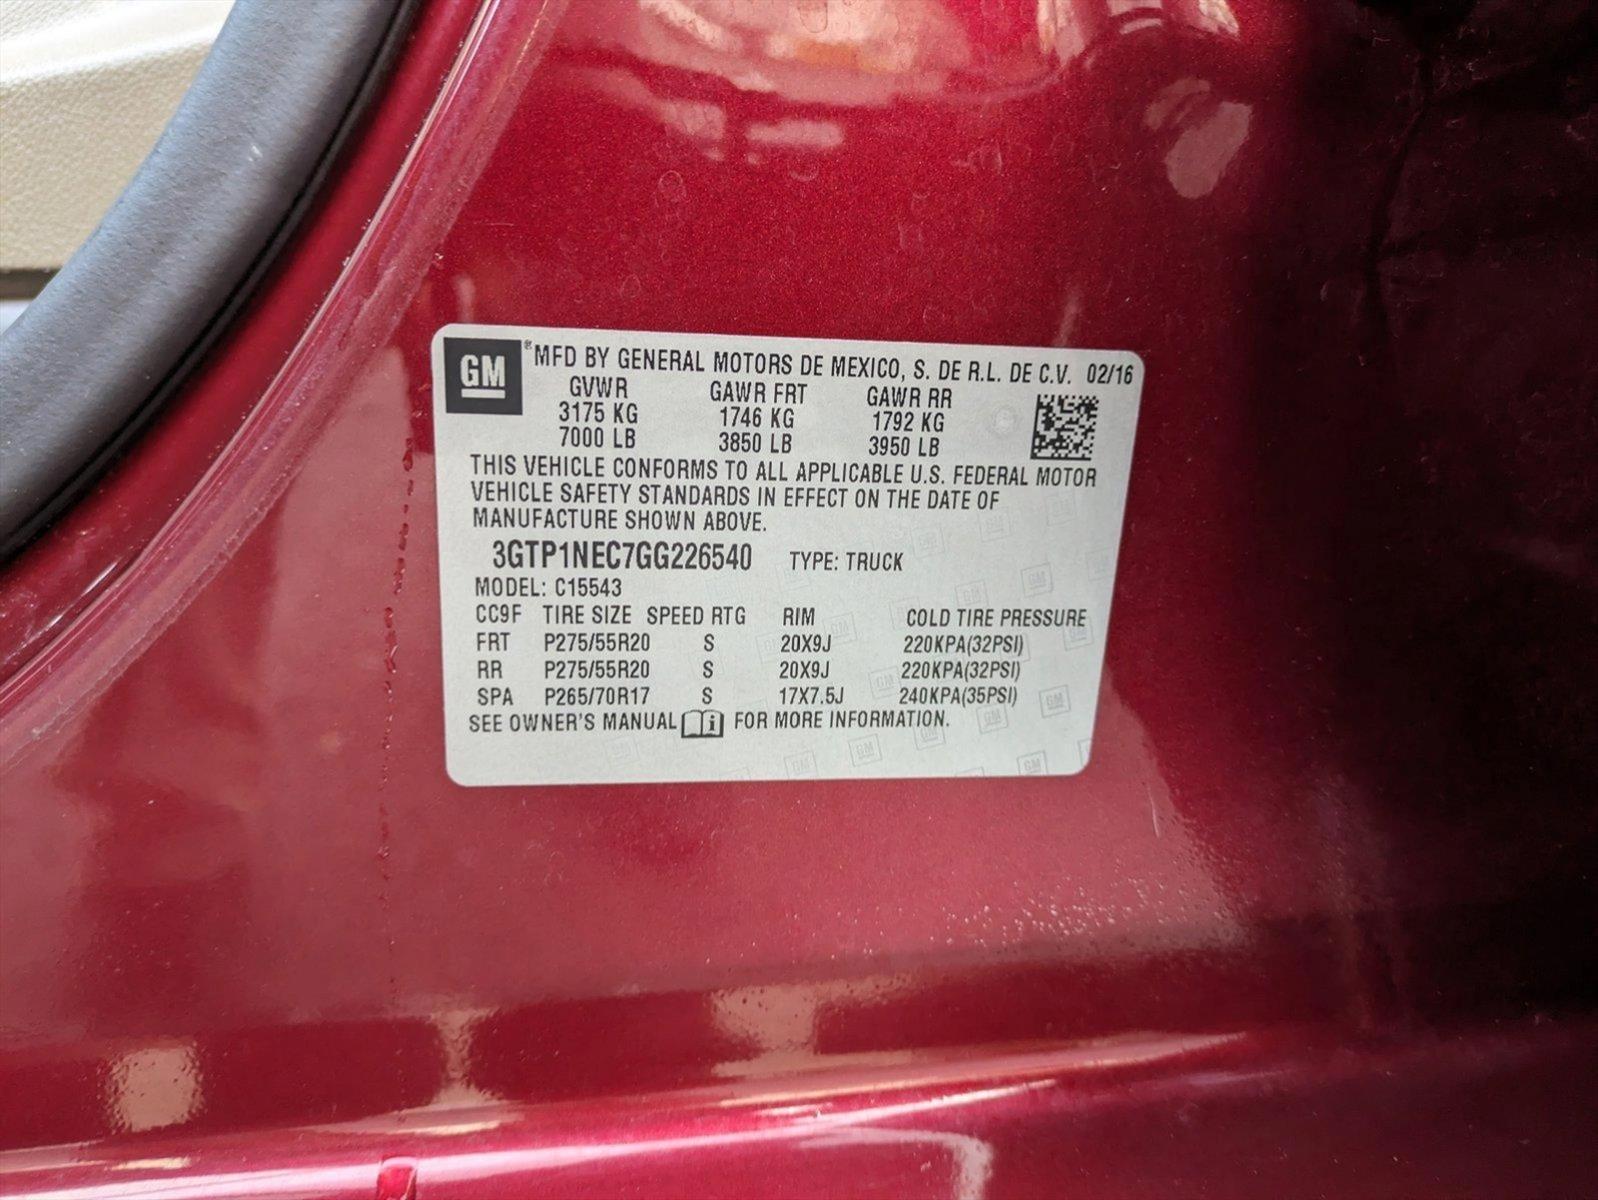 GM ® MFD BY GENERAL MOTORS DE MEXICO, S. DE R.L. DE C.V. 02/16
GVWR GAWR FRT GAWR RR
3175 KG 1746 KG 1792 KG
7000 LB 3850 LB 3950 LB
THIS VEHICLE CONFORMS TO ALL APPLICABLE U.S. FEDERAL MOTOR
VEHICLE SAFETY STANDARDS IN EFFECT ON THE DATE OF
MANUFACTURE SHOWN ABOVE.
3GTP1NEC7GG226540 TYPE: TRUCK
MODEL: C15543
CC9F TIRE SIZE SPEED RTG RIM COLD TIRE PRESSURE
FRT P275/55R20 S 20X9J 220KPA(32PSI)
RR P275/55R20 S 20X9J 220KPA(32PSI)
SPA P265/70R17 S 17X7.5J 240KPA(35PSI)
SEE OWNER'S MANUAL i FOR MORE INFORMATION.